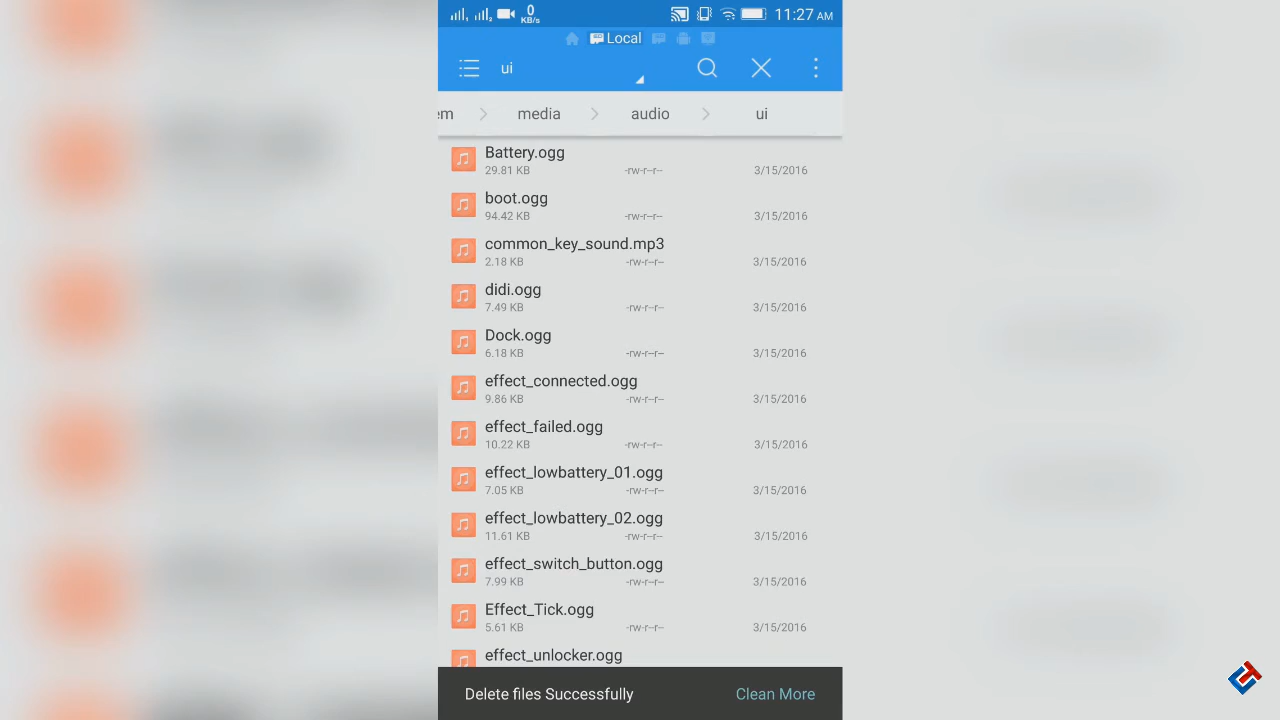 0
KB/s
11:27 AM
Local
ui
em
media
audio
ui
Battery.ogg
29.81 KB -rw-r--r-- 3/15/2016
boot.ogg
94.42 KB -rw-r--r-- 3/15/2016
common_key_sound.mp3
2.18 KB -rw-r--r-- 3/15/2016
didi.ogg
7.49 KB -rw-r--r-- 3/15/2016
Dock.ogg
6.18 KB -rw-r--r-- 3/15/2016
effect_connected.ogg
9.86 KB -rw-r--r-- 3/15/2016
effect_failed.ogg
10.22 KB -rw-r--r-- 3/15/2016
effect_lowbattery_01.ogg
7.05 KB -rw-r--r-- 3/15/2016
effect_lowbattery_02.ogg
11.61 KB -rw-r--r-- 3/15/2016
effect_switch_button.ogg
7.99 KB -rw-r--r-- 3/15/2016
Effect_Tick.ogg
5.61 KB -rw-r--r-- 3/15/2016
effect_unlocker.ogg
Delete files Successfully
Clean More